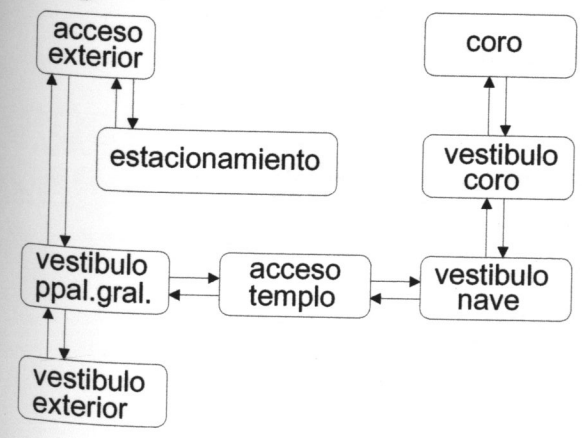 acceso
exterior
coro
estacionamiento
vestibulo
coro
vestibulo
ppal.gral.
acceso
templo
vestibulo
nave
vestibulo
exterior